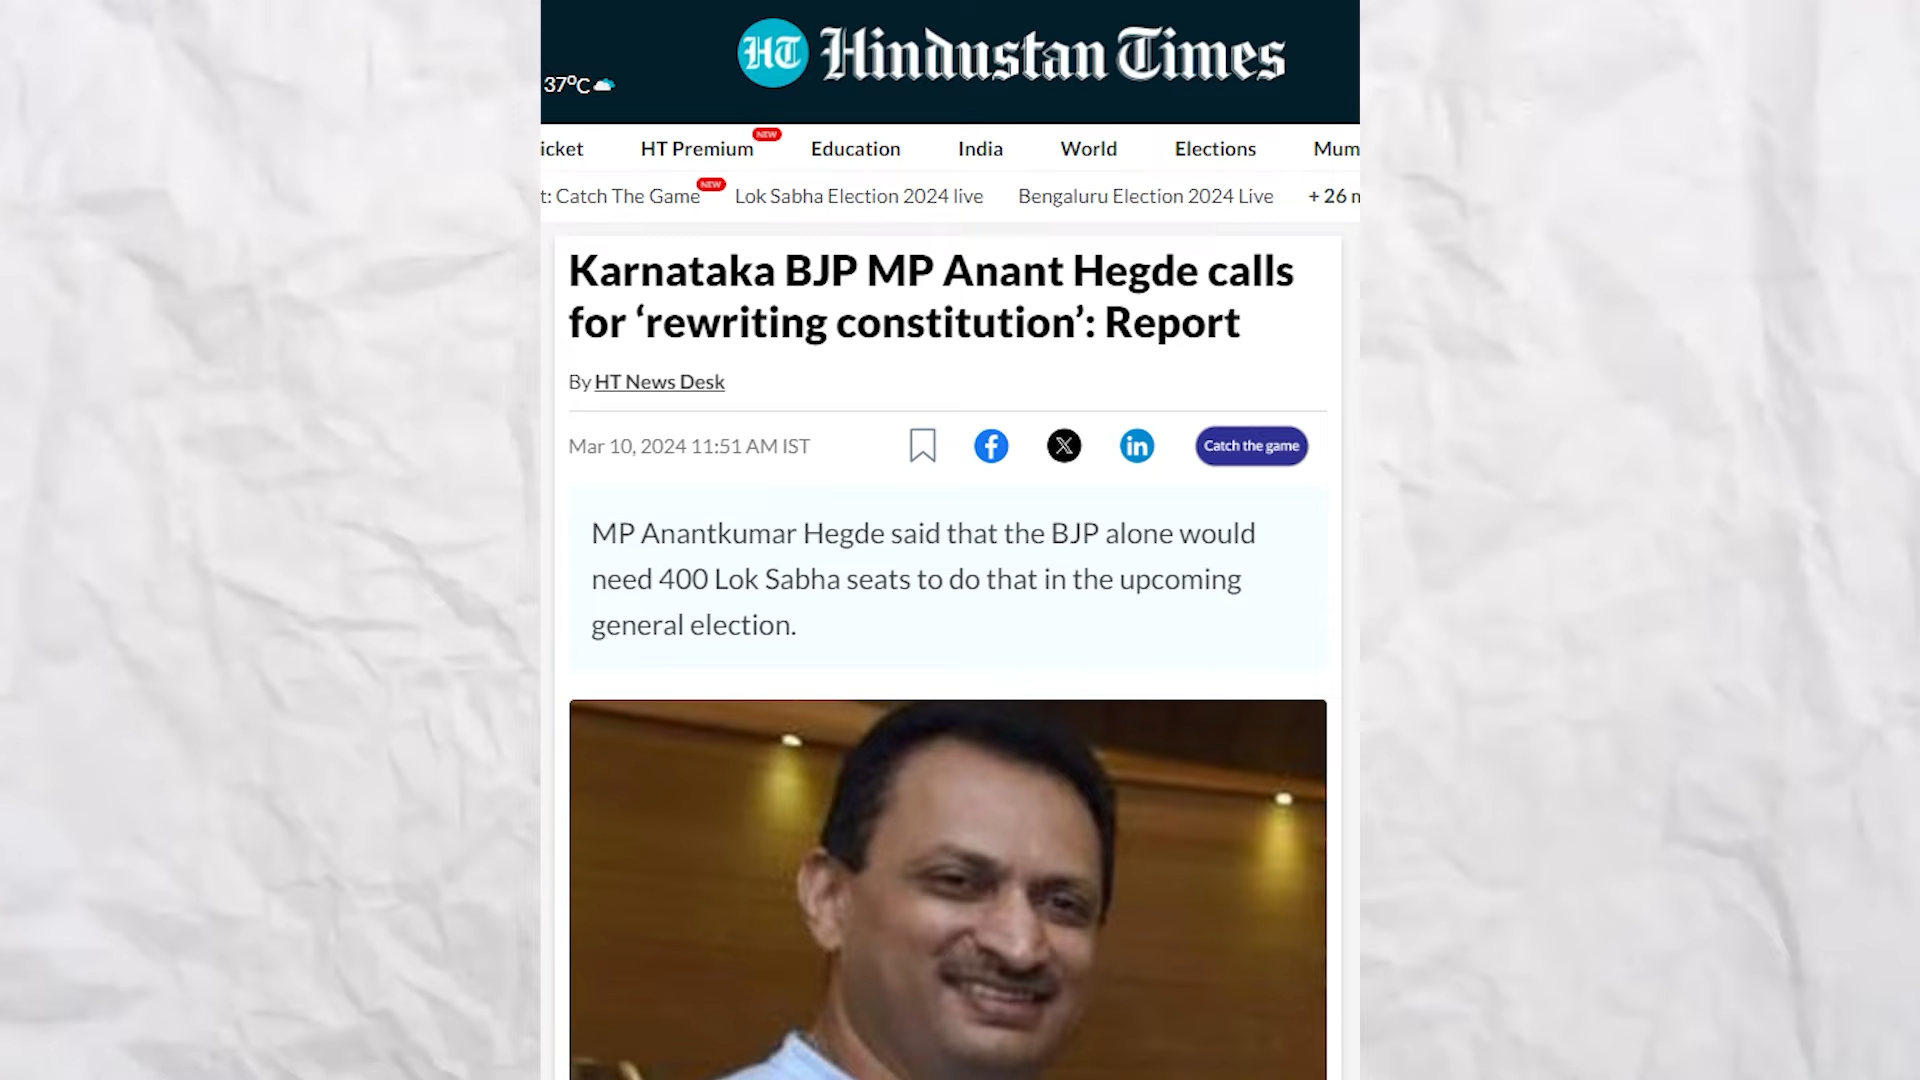 HT Hindustan Times
37°C
icket HT Premium NEW Education India World Elections Mum
t: Catch The Game NEW Lok Sabha Election 2024 live Bengaluru Election 2024 Live + 26 n
Karnataka BJP MP Anant Hegde calls
for ‘rewriting constitution’: Report
By HT News Desk
Mar 10, 2024 11:51 AM IST
Catch the game
MP Anantkumar Hegde said that the BJP alone would
need 400 Lok Sabha seats to do that in the upcoming
general election.